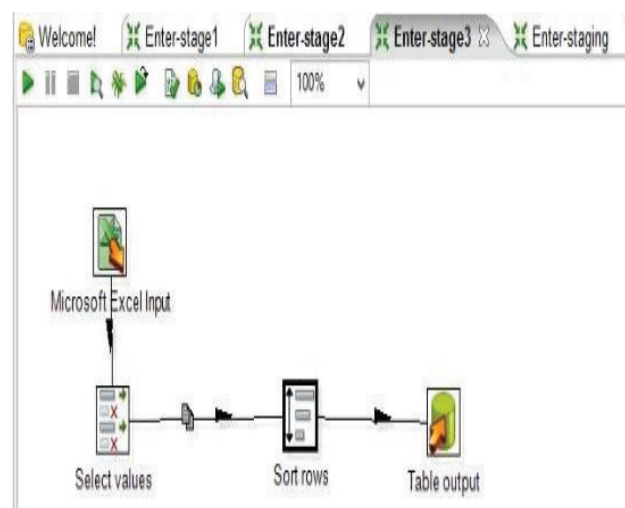 Welcome! Enter-stage1 Enter-stage2 Enter-stage3 Enter-staging
100%
Microsoft Excel Input
Select values Sort rows Table output